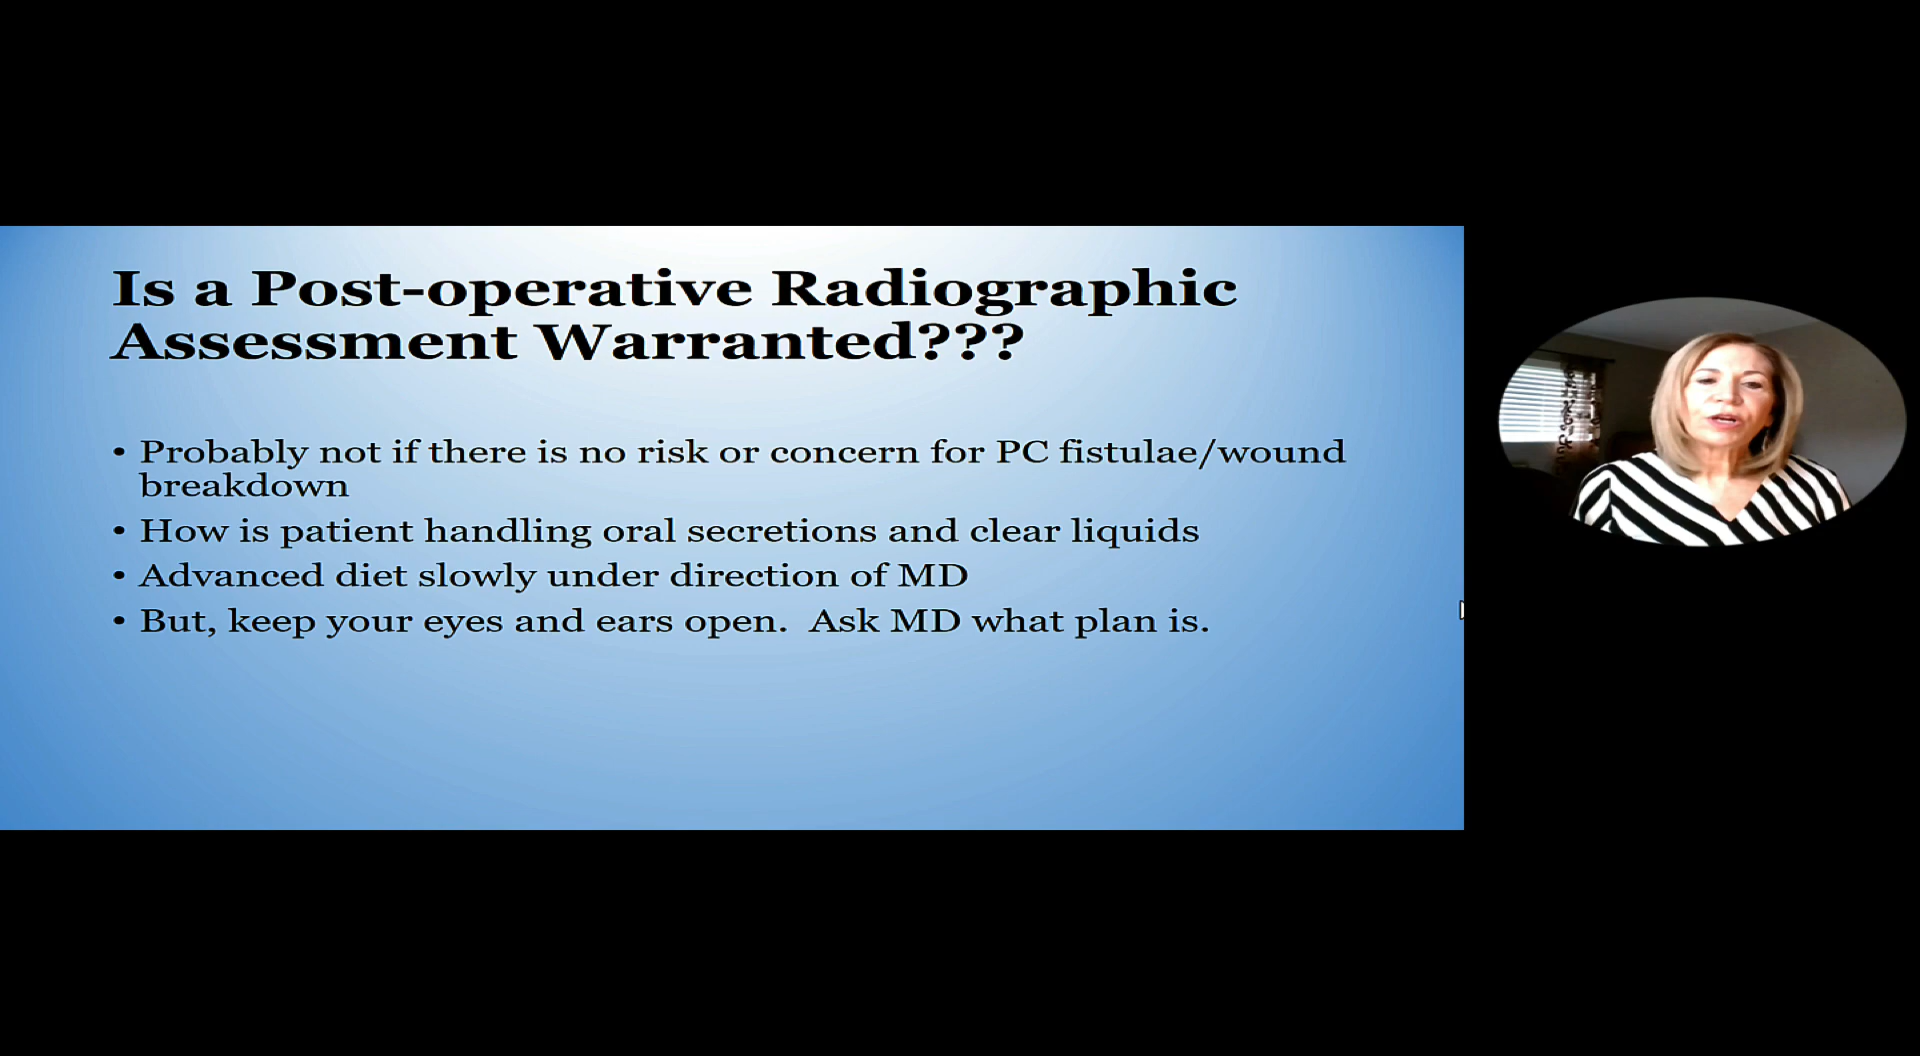 Is a Post-operative Radiographic
Assessment Warranted???
• Probably not if there is no risk or concern for PC fistulae/wound
breakdown
• How is patient handling oral secretions and clear liquids
• Advanced diet slowly under direction of MD
• But, keep your eyes and ears open.  Ask MD what plan is.